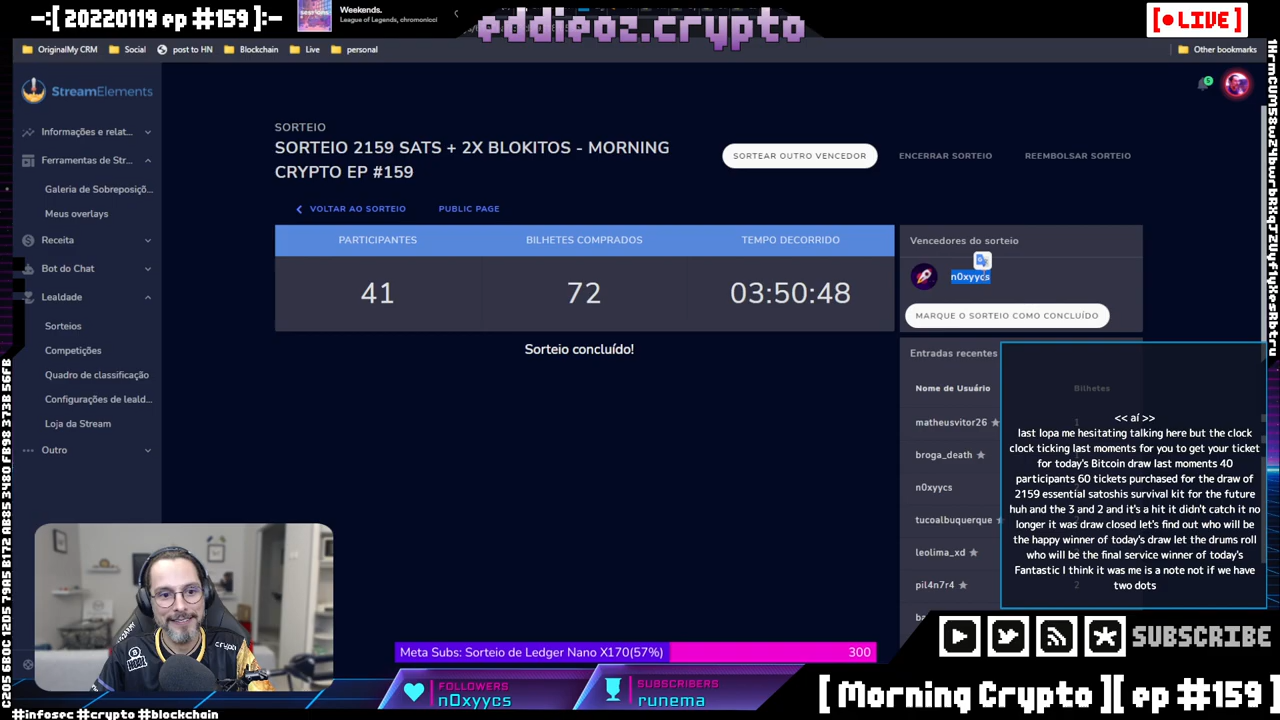 -:[ 20220119 ep #159 ]:-
Weekends.
League of Legends, chromonicci
eddieoz.crypto
[• LIVE]
OriginalMy CRM
Social
post to HN
Blockchain
Live
personal
Other bookmarks
StreamElements
5
Informações e relat...
Ferramentas de Str...
Galeria de Sobreposiçõ...
Meus overlays
Receita
Bot do Chat
Lealdade
Sorteios
Competições
Quadro de classificação
Configurações de leald...
Loja da Stream
Outro
SORTEIO
SORTEIO 2159 SATS + 2X BLOKITOS - MORNING
CRYPTO EP #159
SORTEAR OUTRO VENCEDOR
ENCERRAR SORTEIO
REEMBOLSAR SORTEIO
VOLTAR AO SORTEIO
PUBLIC PAGE
PARTICIPANTES
BILHETES COMPRADOS
TEMPO DECORRIDO
41
72
03:50:48
Sorteio concluído!
Vencedores do sorteio
n0xyycs
MARQUE O SORTEIO COMO CONCLUÍDO
Entradas recentes
Nome de Usuário
Bilhetes
matheusvitor26
1
broga_death
n0xyycs
tucoalbuquerque
leolima_xd
pil4n7r4
2
<< aí >>
last lopa me hesitating talking here but the clock
clock ticking last moments for you to get your ticket
for today's Bitcoin draw last moments 40
participants 60 tickets purchased for the draw of
2159 essential satoshis survival kit for the future
huh and the 3 and 2 and it's a hit it didn't catch it no
longer it was draw closed let's find out who will be
the happy winner of today's draw let the drums roll
who will be the final service winner of today's
Fantastic I think it was me is a note not if we have
two dots
Meta Subs: Sorteio de Ledger Nano X
170(57%)
300
FOLLOWERS
n0xyycs
SUBSCRIBERS
runema
SUBSCRIBE
[ Morning Crypto ][ ep #159 ]
#infosec #crypto #blockchain